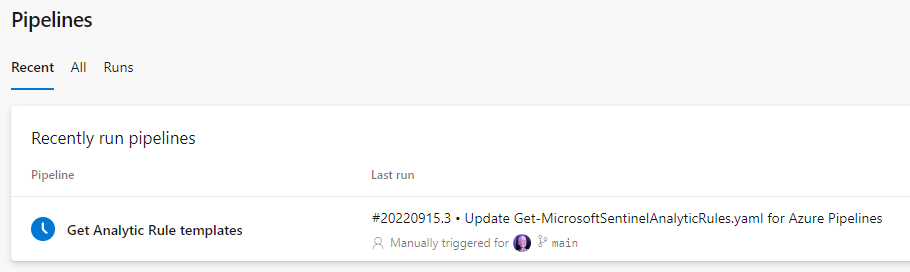 Pipelines
Recent All Runs
Recently run pipelines
Pipeline Last run
#20220915.3 • Update Get-MicrosoftSentinelAnalyticRules.yaml for Azure Pipelines
Get Analytic Rule templates
Manually triggered for main